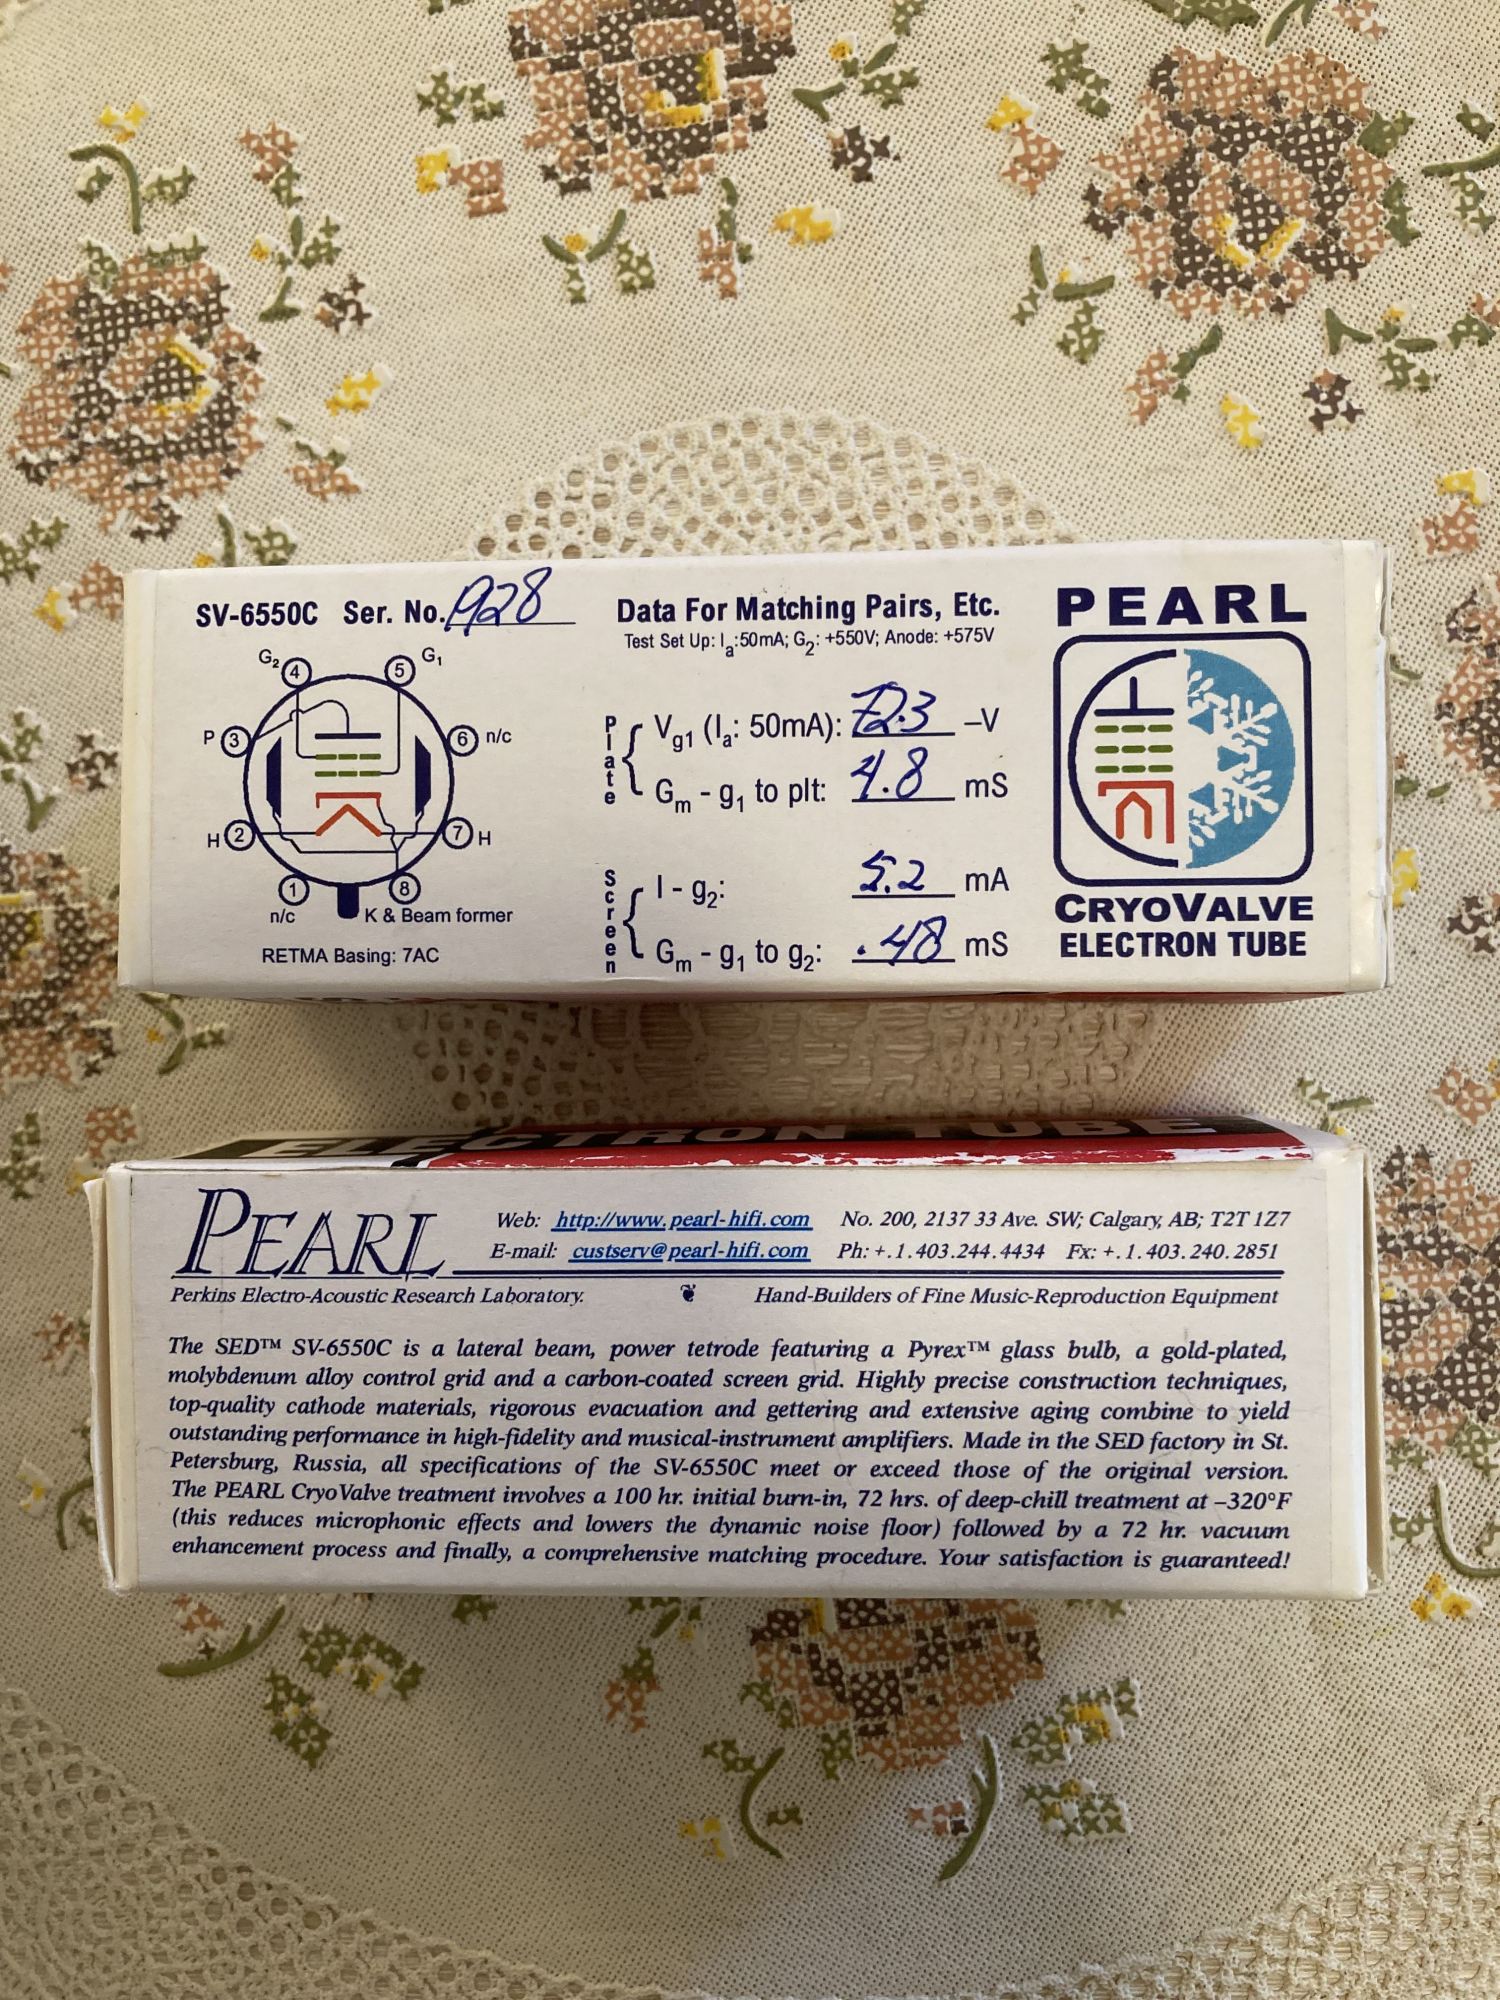 SV-6550C Ser. No. 928
Data For Matching Pairs, Etc.
Test Set Up: Ia:50mA; G2: +550V; Anode: +575V
PEARL
G2 4 5 G1
P 3 6 n/c
H 2 7 H
1 8
n/c K & Beam former
RETMA Basing: 7AC
Plate
Vg1 (Ia: 50mA): 72.3 –V
Gm - g1 to plt: 4.8 mS
Screen
I - g2: 5.2 mA
Gm - g1 to g2: .48 mS
CRYOVALVE
ELECTRON TUBE
ELECTRON TUBE
PEARL
Web: http://www.pearl-hifi.com No. 200, 2137 33 Ave. SW; Calgary, AB; T2T 1Z7
E-mail: custserv@pearl-hifi.com Ph: +.1.403.244.4434 Fx: +.1.403.240.2851
Perkins Electro-Acoustic Research Laboratory. ❦ Hand-Builders of Fine Music-Reproduction Equipment
The SED™ SV-6550C is a lateral beam, power tetrode featuring a Pyrex™ glass bulb, a gold-plated,
molybdenum alloy control grid and a carbon-coated screen grid. Highly precise construction techniques,
top-quality cathode materials, rigorous evacuation and gettering and extensive aging combine to yield
outstanding performance in high-fidelity and musical-instrument amplifiers. Made in the SED factory in St.
Petersburg, Russia, all specifications of the SV-6550C meet or exceed those of the original version.
The PEARL CryoValve treatment involves a 100 hr. initial burn-in, 72 hrs. of deep-chill treatment at –320°F
(this reduces microphonic effects and lowers the dynamic noise floor) followed by a 72 hr. vacuum
enhancement process and finally, a comprehensive matching procedure. Your satisfaction is guaranteed!